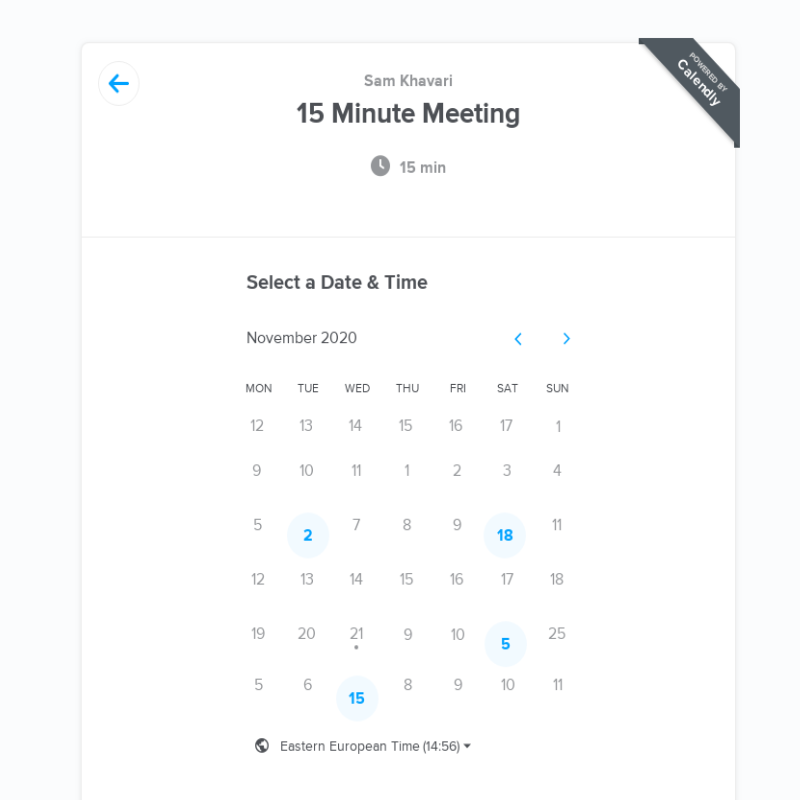 POWERED BY
Calendly
Sam Khavari
15 Minute Meeting
15 min
Select a Date & Time
November 2020
MON TUE WED THU FRI SAT SUN
12 13 14 15 16 17 1
9 10 11 1 2 3 4
5 2 7 8 9 18 11
12 13 14 15 16 17 18
19 20 21 9 10 5 25
5 6 15 8 9 10 11
Eastern European Time (14:56)